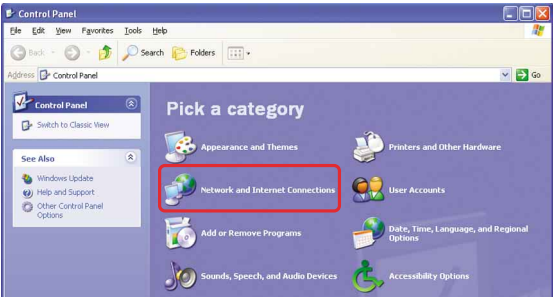 Control Panel
File Edit View Favorites Tools Help
Back Search Folders
Address Control Panel Go
Control Panel
Switch to Classic View
See Also
Windows Update
Help and Support
Other Control Panel
Options
Pick a category
Appearance and Themes
Printers and Other Hardware
Network and Internet Connections
User Accounts
Add or Remove Programs
Date, Time, Language, and Regional
Options
Sounds, Speech, and Audio Devices
Accessibility Options